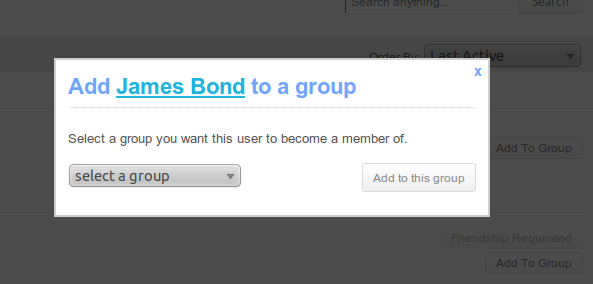 Search anything...
Search
Order By:
Last Active
x
Add James Bond to a group
Select a group you want this user to become a member of.
Add To Group
select a group
Add to this group
Friendship Requested
Add To Group